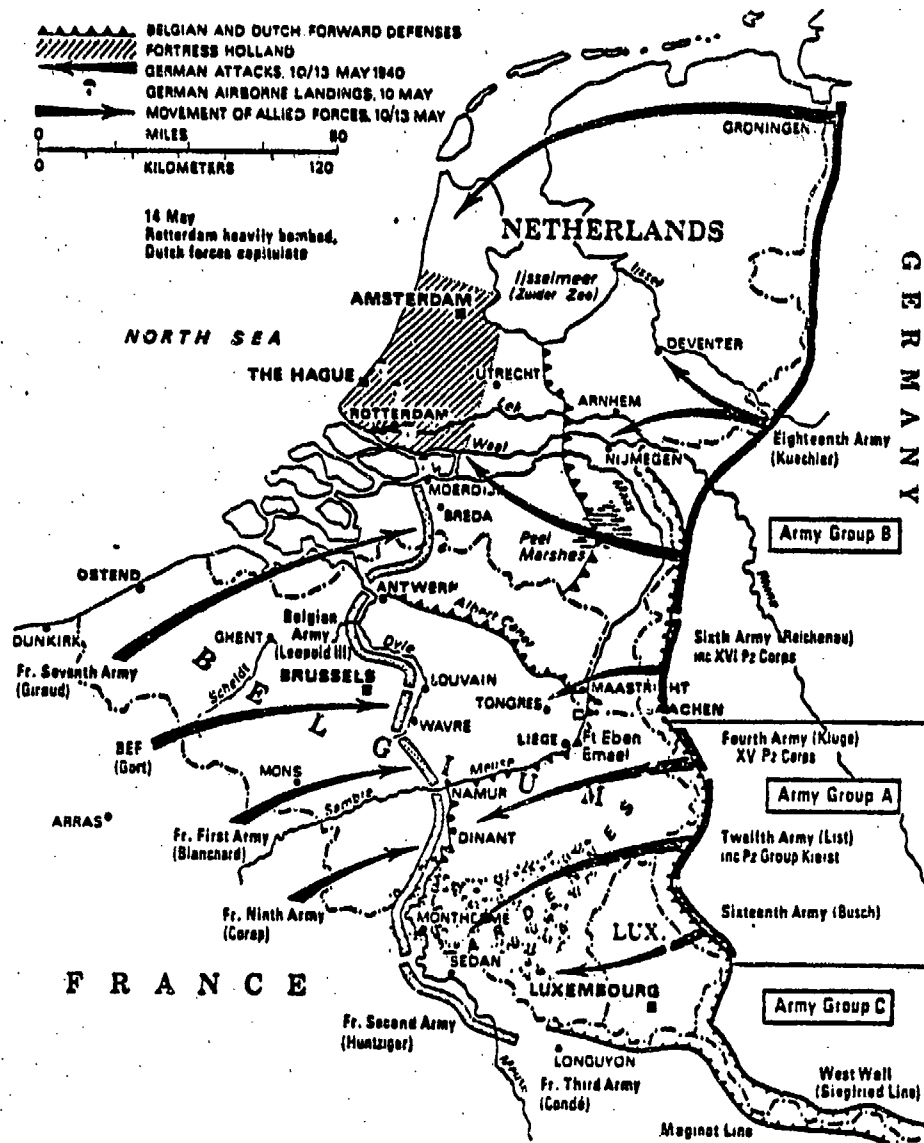 BELGIAN AND DUTCH FORWARD DEFENSES
FORTRESS HOLLAND
GERMAN ATTACKS, 10/13 MAY 1940
GERMAN AIRBORNE LANDINGS, 10 MAY
MOVEMENT OF ALLIED FORCES, 10/13 MAY
0 MILES 80
0 KILOMETERS 120
14 May
Rotterdam heavily bombed,
Dutch forces capitulate
GRONINGEN
NETHERLANDS
GERMANY
Ijsselmeer
(Zuider Zee)
Ijssel
AMSTERDAM
NORTH SEA
DEVENTER
THE HAGUE
UTRECHT
ARNHEM
ROTTERDAM
Lek
Waal
Eighteenth Army
(Kuechler)
NIJMEGEN
MOERDIJK
Maas
BREDA
Peel
Marshes
Army Group B
Rhine
OSTEND
ANTWERP
Albert Canal
DUNKIRK
GHENT
Belgian
Army
(Leopold III)
Dyle
Sixth Army (Reichenau)
inc XVI Pz Corps
Fr. Seventh Army
(Giraud)
BELGIUM
Scheldt
BRUSSELS
LOUVAIN
MAASTRICHT
TONGRES
AACHEN
WAVRE
BEF
(Gort)
LIEGE
Ft Eben
Emael
Fourth Army (Kluge)
XV Pz Corps
MONS
Meuse
Sambre
NAMUR
Army Group A
ARRAS
Fr. First Army
(Blanchard)
DINANT
Twelfth Army (List)
inc Pz Group Kleist
ARDENNES
Fr. Ninth Army
(Corap)
MONTHERME
Sixteenth Army (Busch)
LUX.
SEDAN
FRANCE
LUXEMBOURG
Army Group C
Fr. Second Army
(Huntziger)
LONGUYON
Meuse
Fr. Third Army
(Condé)
West Wall
(Siegfried Line)
Maginot Line